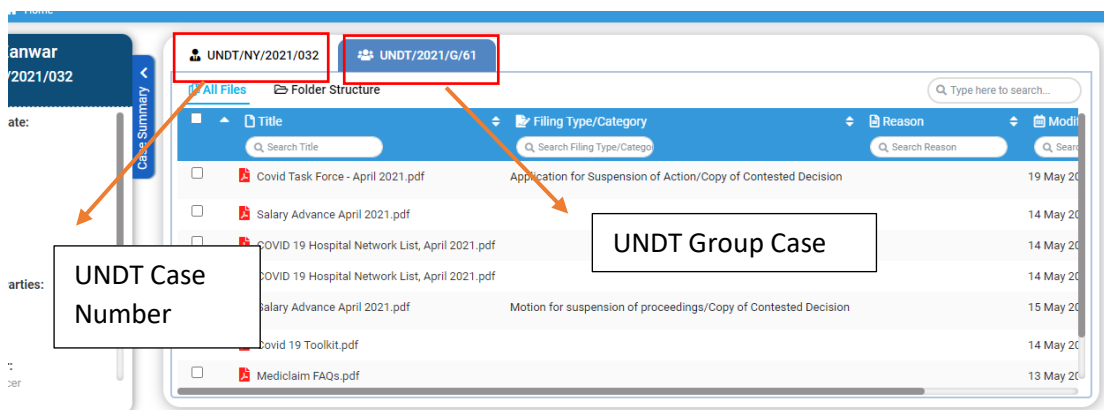 Home
anwar
/2021/032
ate:
arties:
r:
cer
Case Summary
UNDT/NY/2021/032
UNDT/2021/G/61
All Files
Folder Structure
Type here to search...
Title
Filing Type/Category
Reason
Modif
Search Title
Search Filing Type/Catego
Search Reason
Searc
Covid Task Force - April 2021.pdf
Application for Suspension of Action/Copy of Contested Decision
19 May 20
Salary Advance April 2021.pdf
14 May 20
COVID 19 Hospital Network List, April 2021.pdf
14 May 20
COVID 19 Hospital Network List, April 2021.pdf
14 May 20
Salary Advance April 2021.pdf
Motion for suspension of proceedings/Copy of Contested Decision
15 May 20
Covid 19 Toolkit.pdf
14 May 20
Mediclaim FAQs.pdf
13 May 20
UNDT Case
Number
UNDT Group Case